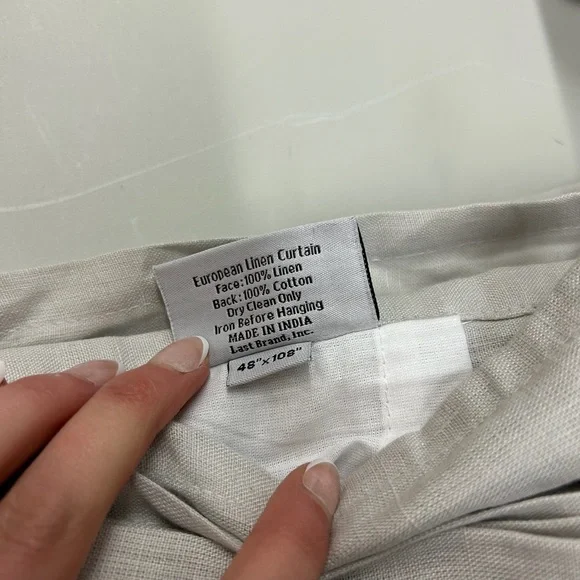 European Linen Curtain
Face:100% Linen
Back:100% Cotton
Dry Clean Only
Iron Before Hanging
MADE IN INDIA
Last Brand, Inc.
48"x108"